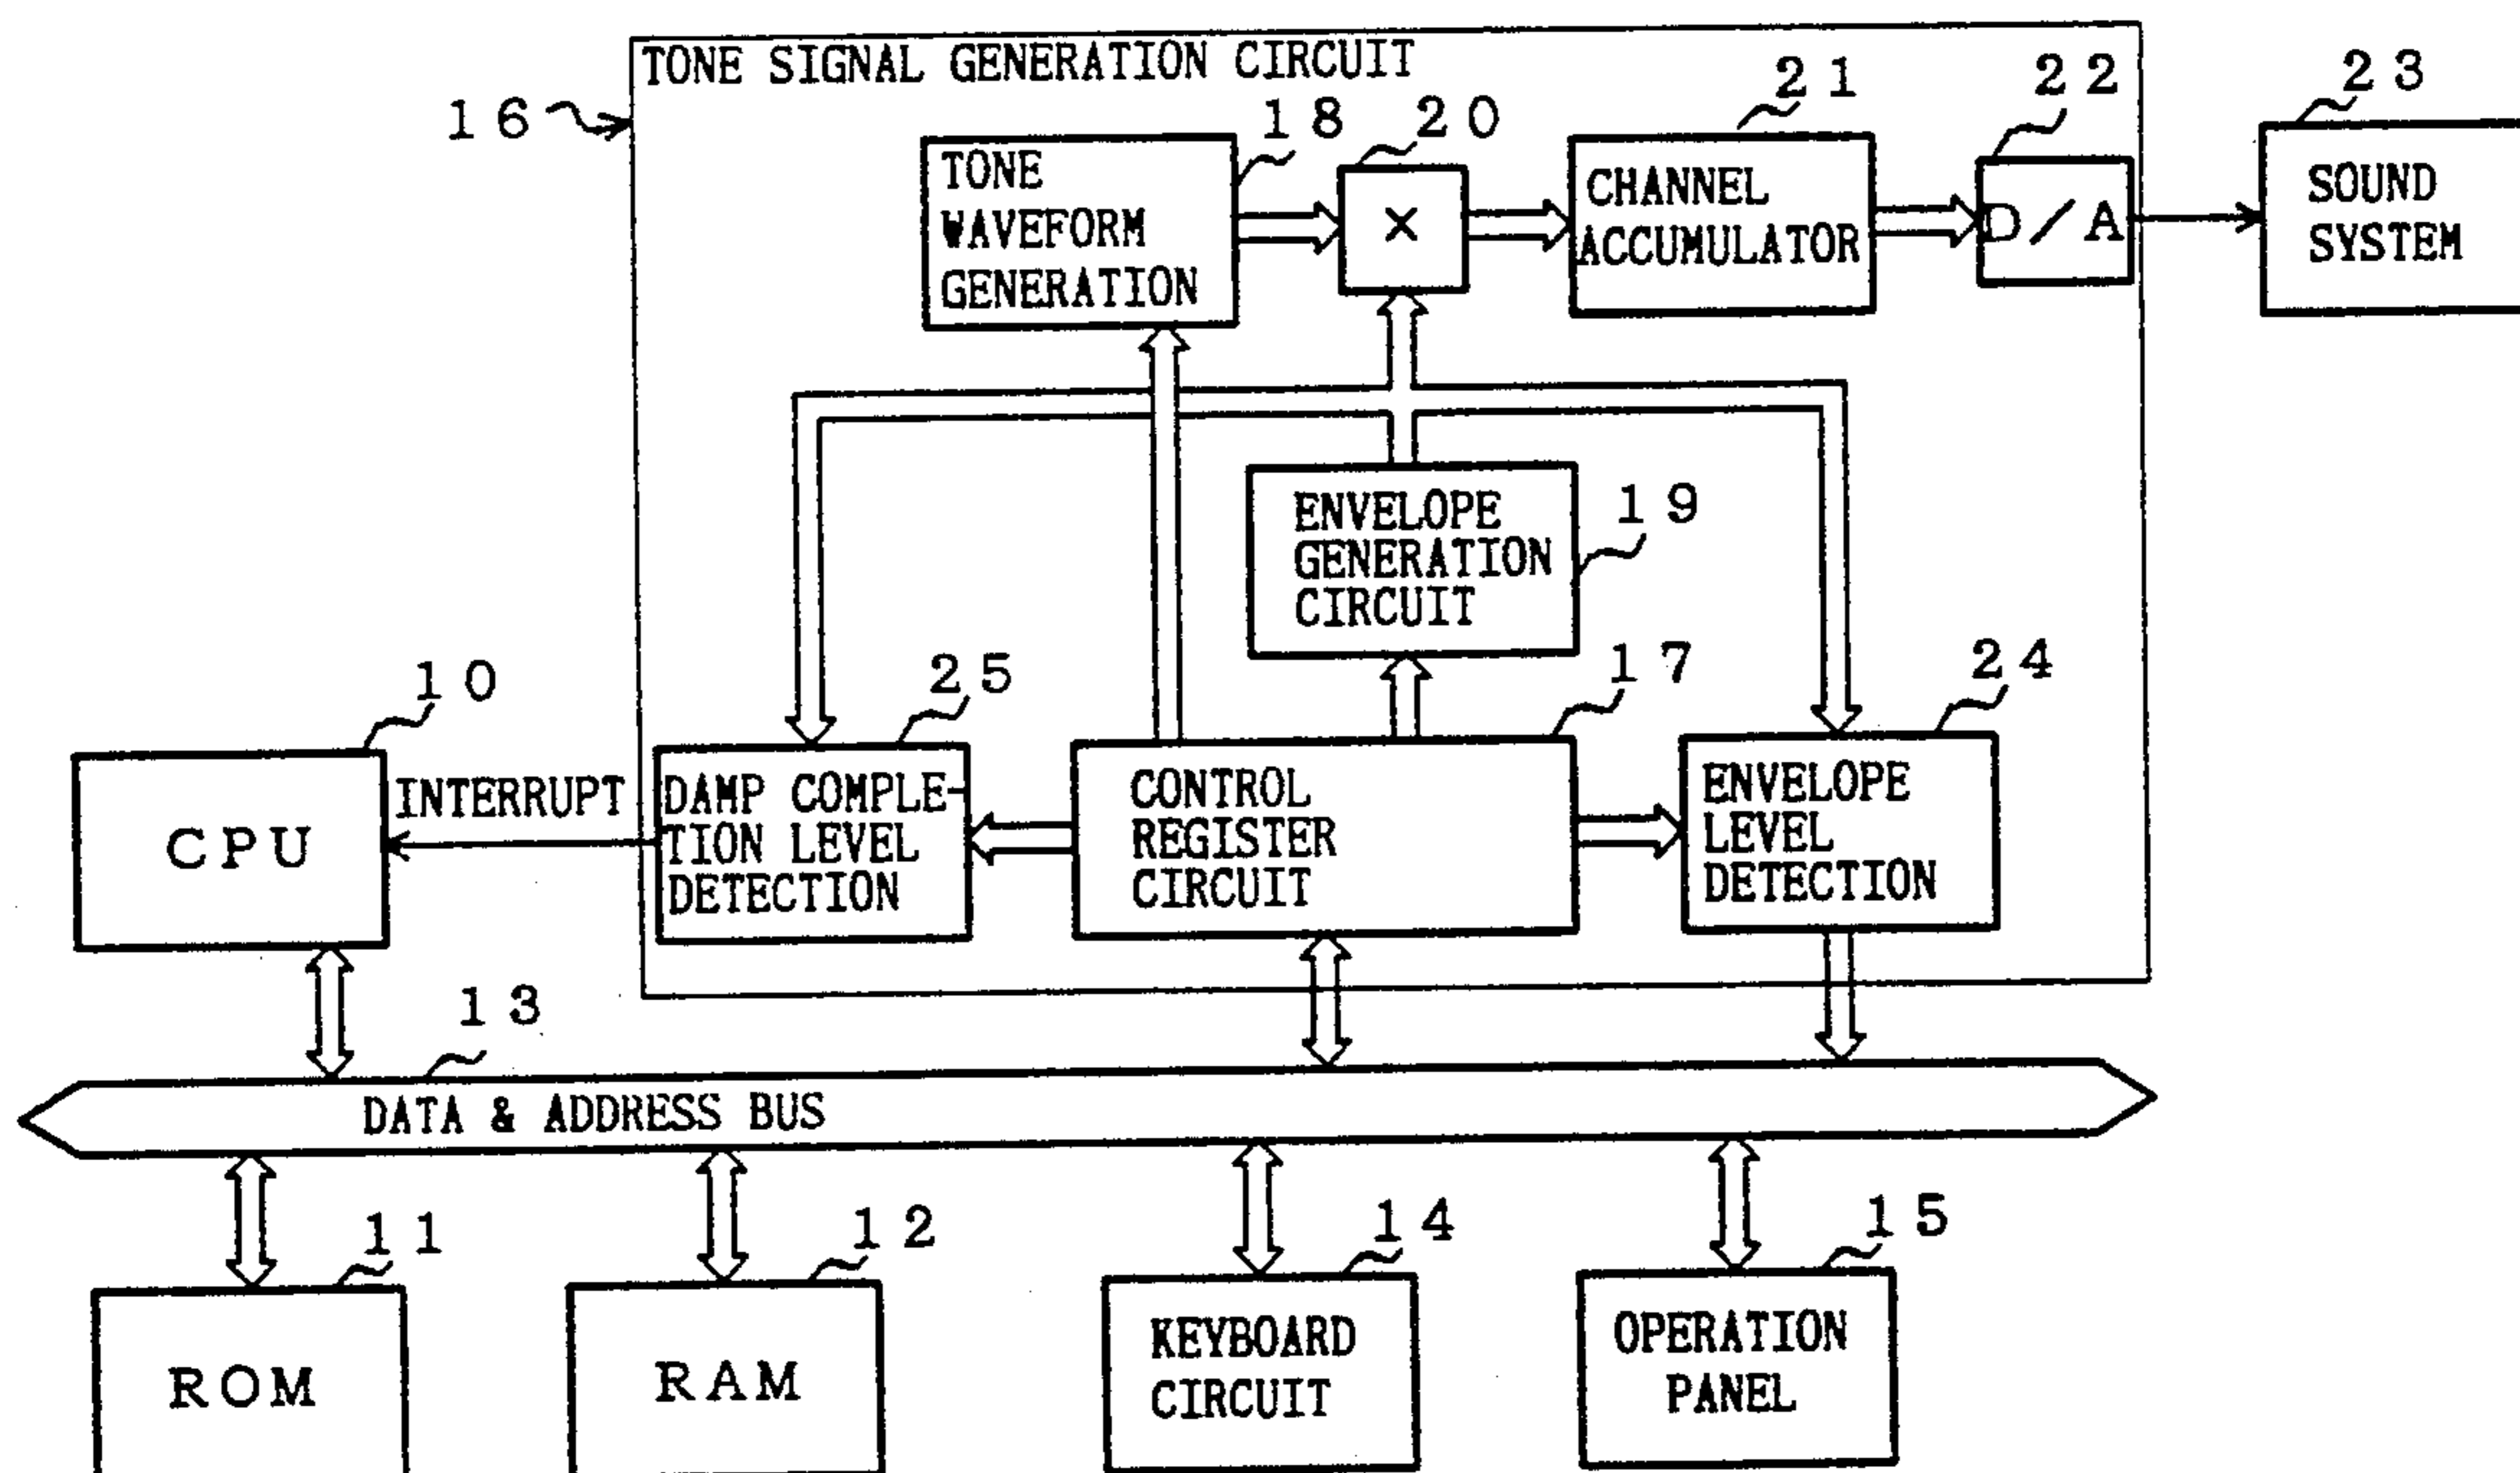 TONE SIGNAL GENERATION CIRCUIT
16
18
20
21
22
23
TONE
WAVEFORM
GENERATION
X
CHANNEL
ACCUMULATOR
D/A
SOUND
SYSTEM
ENVELOPE
GENERATION
CIRCUIT
19
10
25
17
24
CPU
INTERRUPT
DAMP COMPLE-
TION LEVEL
DETECTION
CONTROL
REGISTER
CIRCUIT
ENVELOPE
LEVEL
DETECTION
13
DATA & ADDRESS BUS
11
12
14
15
ROM
RAM
KEYBOARD
CIRCUIT
OPERATION
PANEL